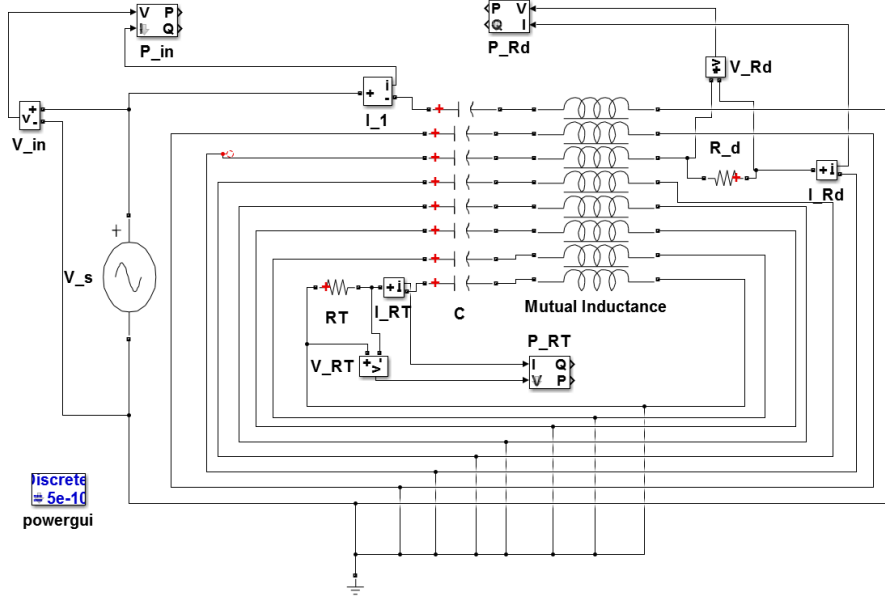 V P
I Q
P_in
P V
Q I
P_Rd
+v
V_Rd
V_in
v + -
+ i -
I_1
R_d
+ i
I_Rd
V_s
+ i
RT
I_RT
C
Mutual Inductance
P_RT
V_RT
+ v -
I Q
V P
Discrete
= 5e-10
powergui